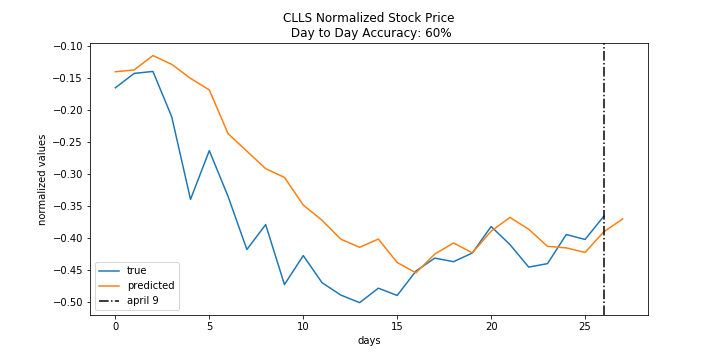 CLLS Normalized Stock Price
Day to Day Accuracy: 60%
−0.10
−0.15
−0.20
−0.25
−0.30
−0.35
−0.40
−0.45
−0.50
normalized values
true
predicted
april 9
0
5
10
15
20
25
days